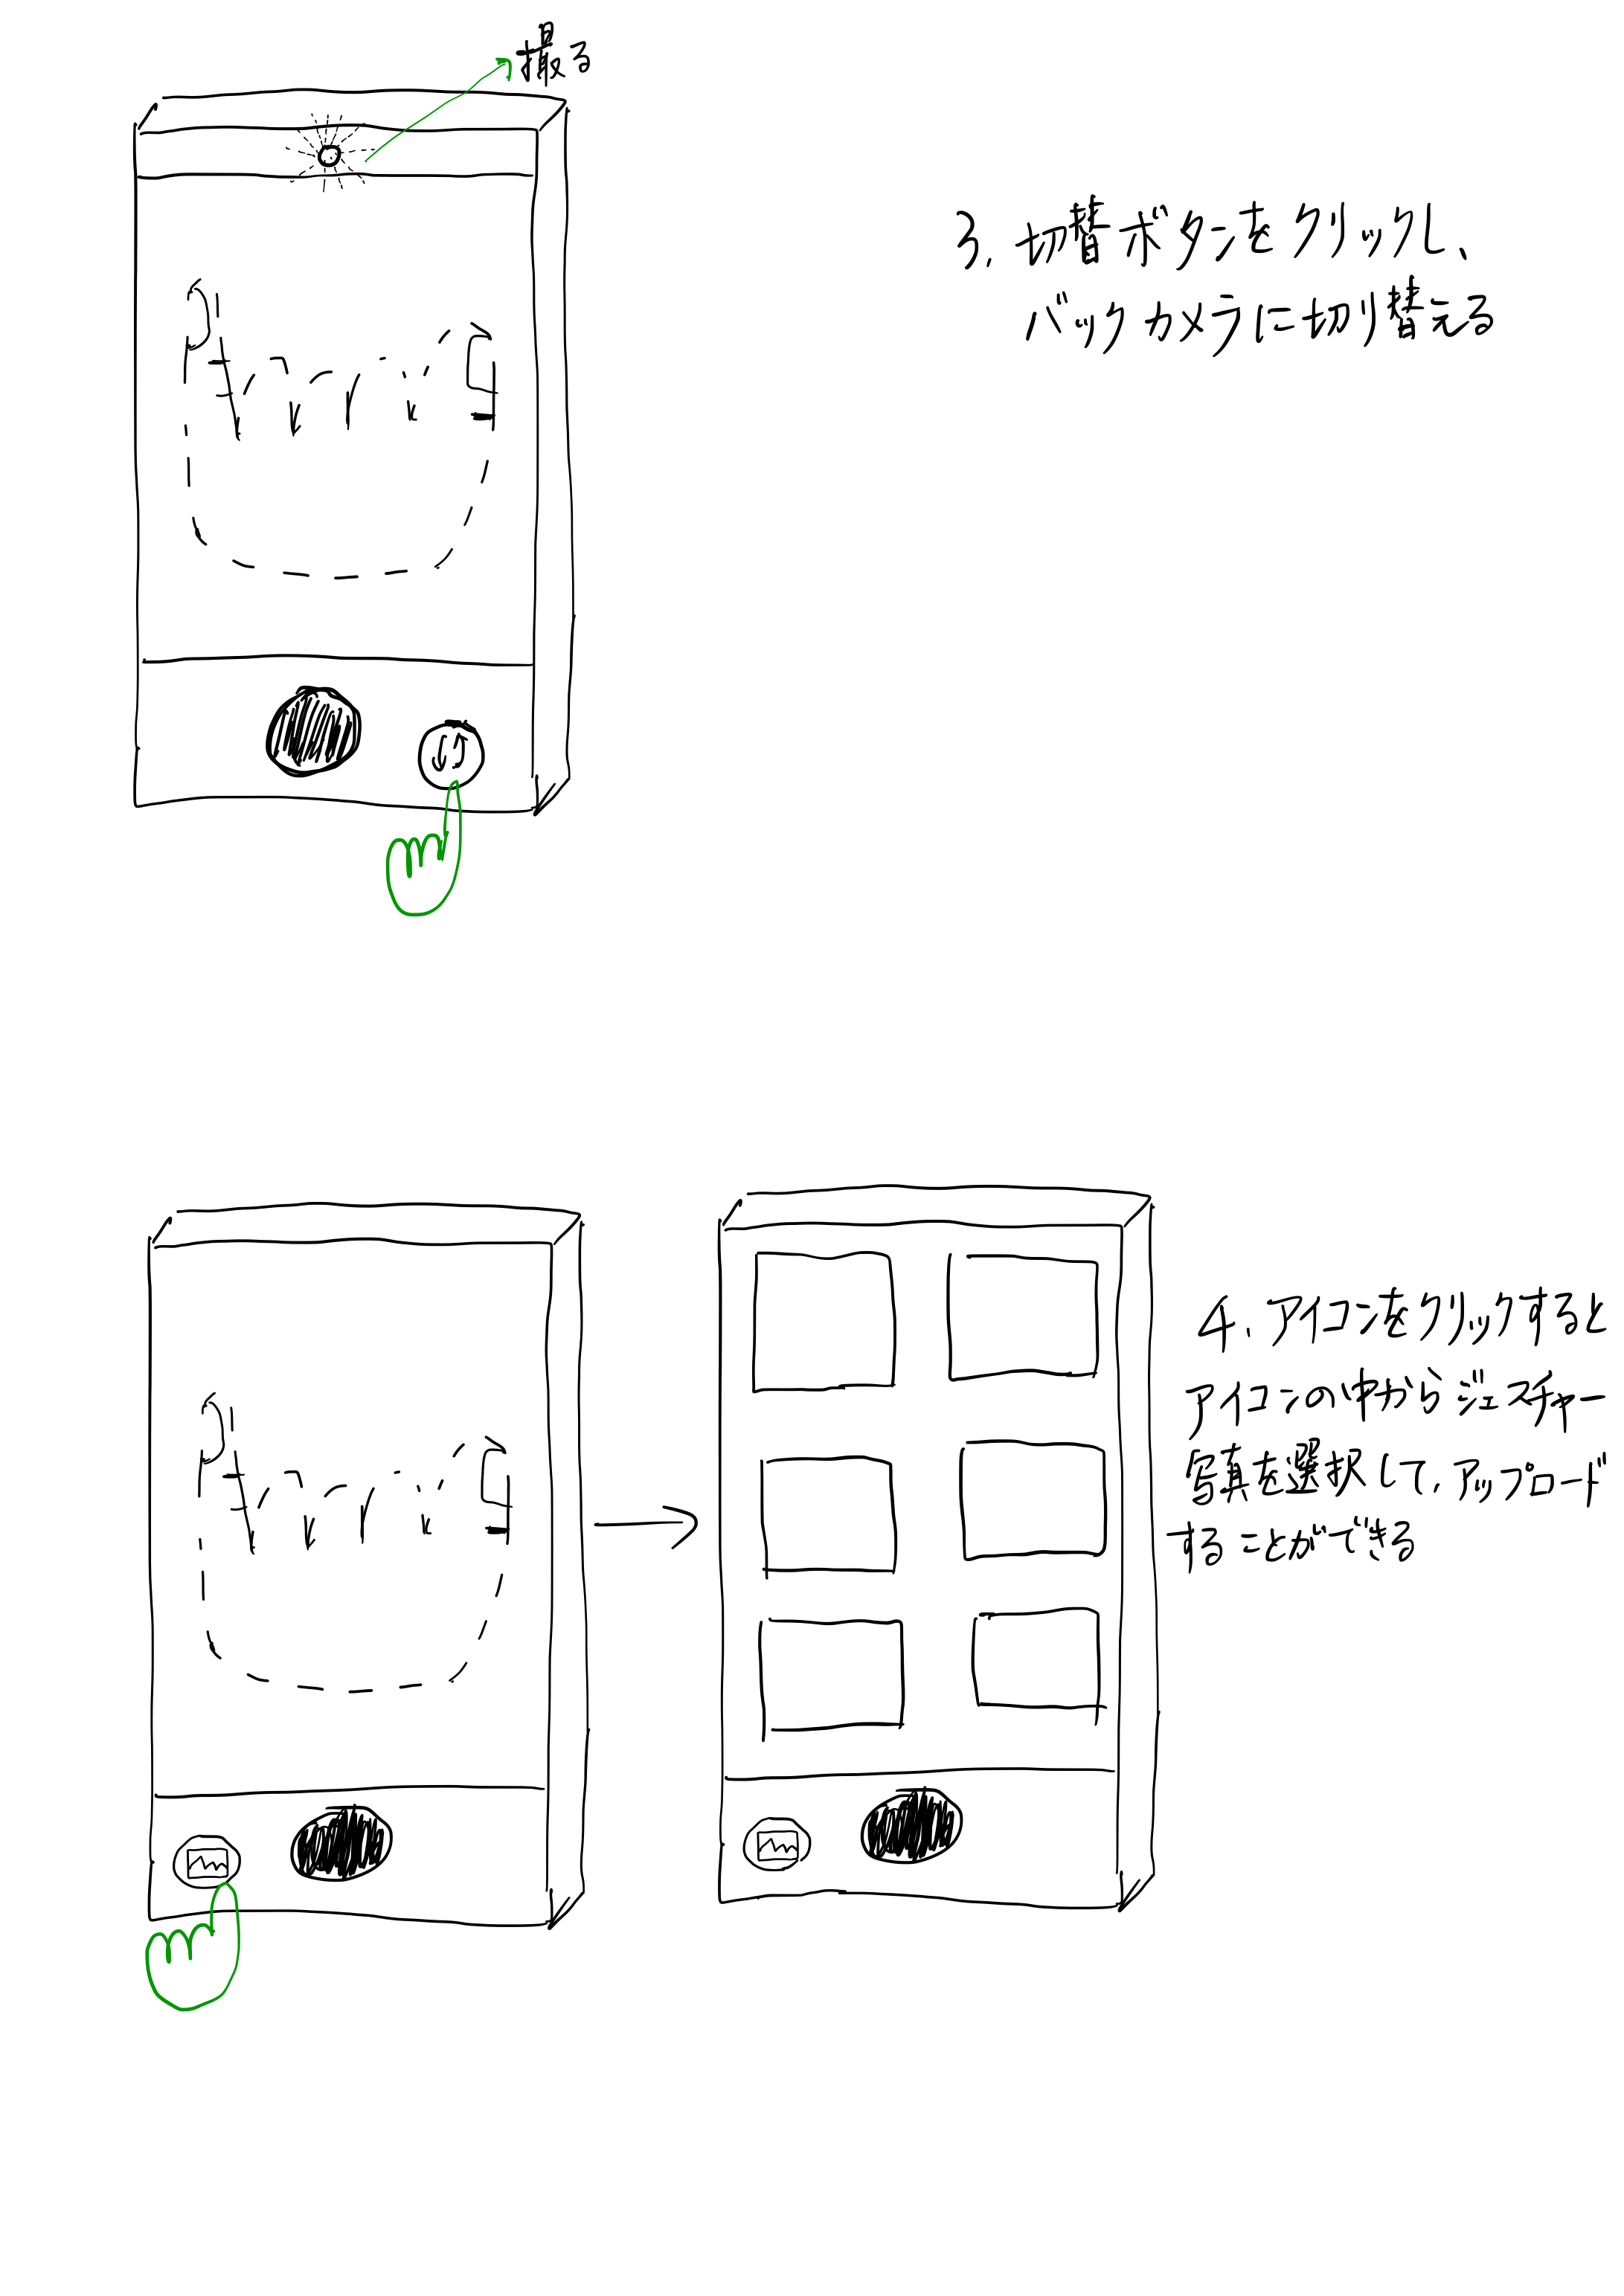 撮る
3. 切替ボタンをクリックし、
バックカメラに切り替える
4. アイコンをクリックすると
アイコンの中からジェスチャー
写真を選択して、アップロード
することができる